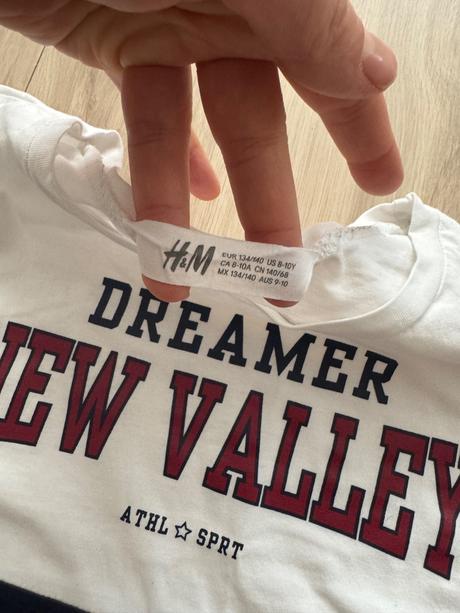 H&M
EUR 134/140 US 8-10Y
CA 8-10A CN 140/68
MX 134/140 AUS 9-10
DREAMER
NEW VALLEY
ATHL ☆ SPRT